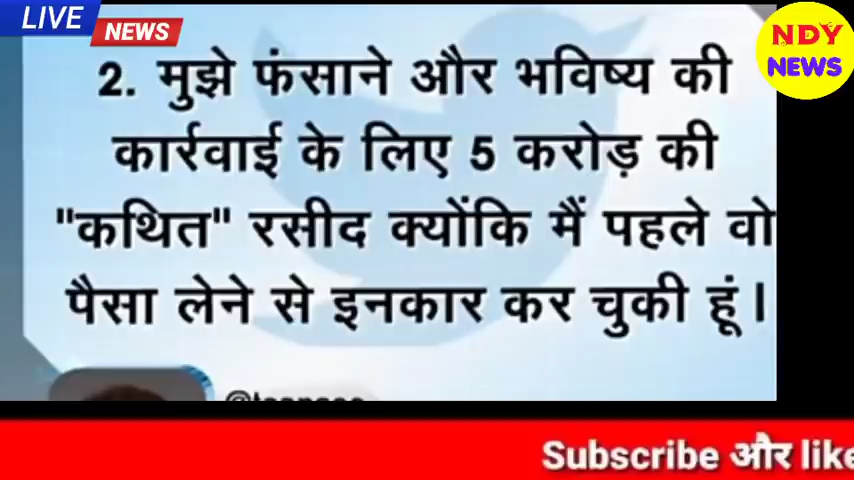 LIVE
NEWS
NDY
NEWS
2. मुझे फंसाने और भविष्य की
कार्रवाई के लिए 5 करोड़ की
"कथित" रसीद क्योंकि मैं पहले वो
पैसा लेने से इनकार कर चुकी हूं।
Subscribe और like